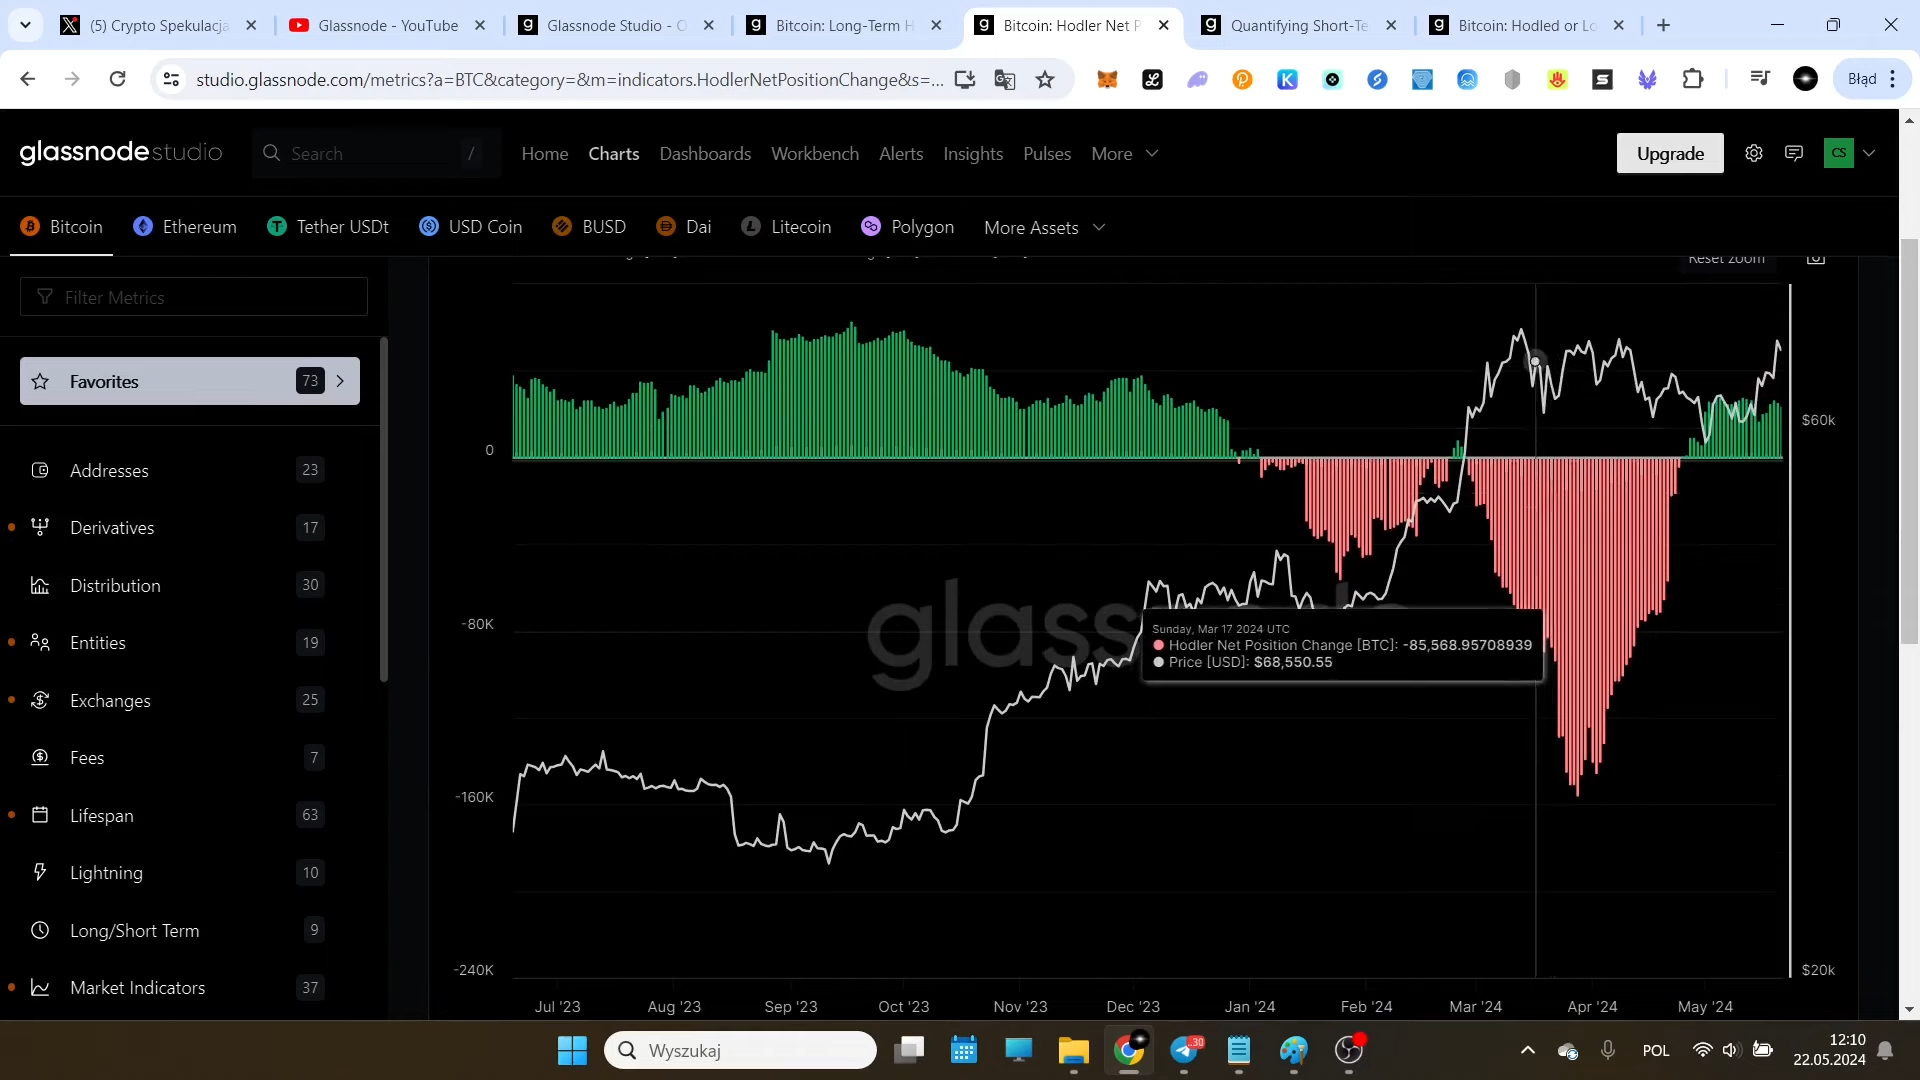 (5) Crypto Spekulacja
Glassnode - YouTube
Glassnode Studio - O
Bitcoin: Long-Term H
Bitcoin: Hodler Net P
Quantifying Short-Te
Bitcoin: Hodled or Lo
studio.glassnode.com/metrics?a=BTC&category=&m=indicators.HodlerNetPositionChange&s=...
Błąd
glassnodestudio
Search /
Home
Charts
Dashboards
Workbench
Alerts
Insights
Pulses
More
Upgrade
CS
Bitcoin
Ethereum
Tether USDt
USD Coin
BUSD
Dai
Litecoin
Polygon
More Assets
Filter Metrics
Reset zoom
Favorites 73
Addresses 23
Derivatives 17
Distribution 30
Entities 19
Exchanges 25
Fees 7
Lifespan 63
Lightning 10
Long/Short Term 9
Market Indicators 37
0
-80K
-160K
-240K
$60k
$20k
glassnode
Sunday, Mar 17 2024 UTC
Hodler Net Position Change [BTC]: -85,568.95708939
Price [USD]: $68,550.55
Jul '23
Aug '23
Sep '23
Oct '23
Nov '23
Dec '23
Jan '24
Feb '24
Mar '24
Apr '24
May '24
Wyszukaj
30
POL
12:10
22.05.2024